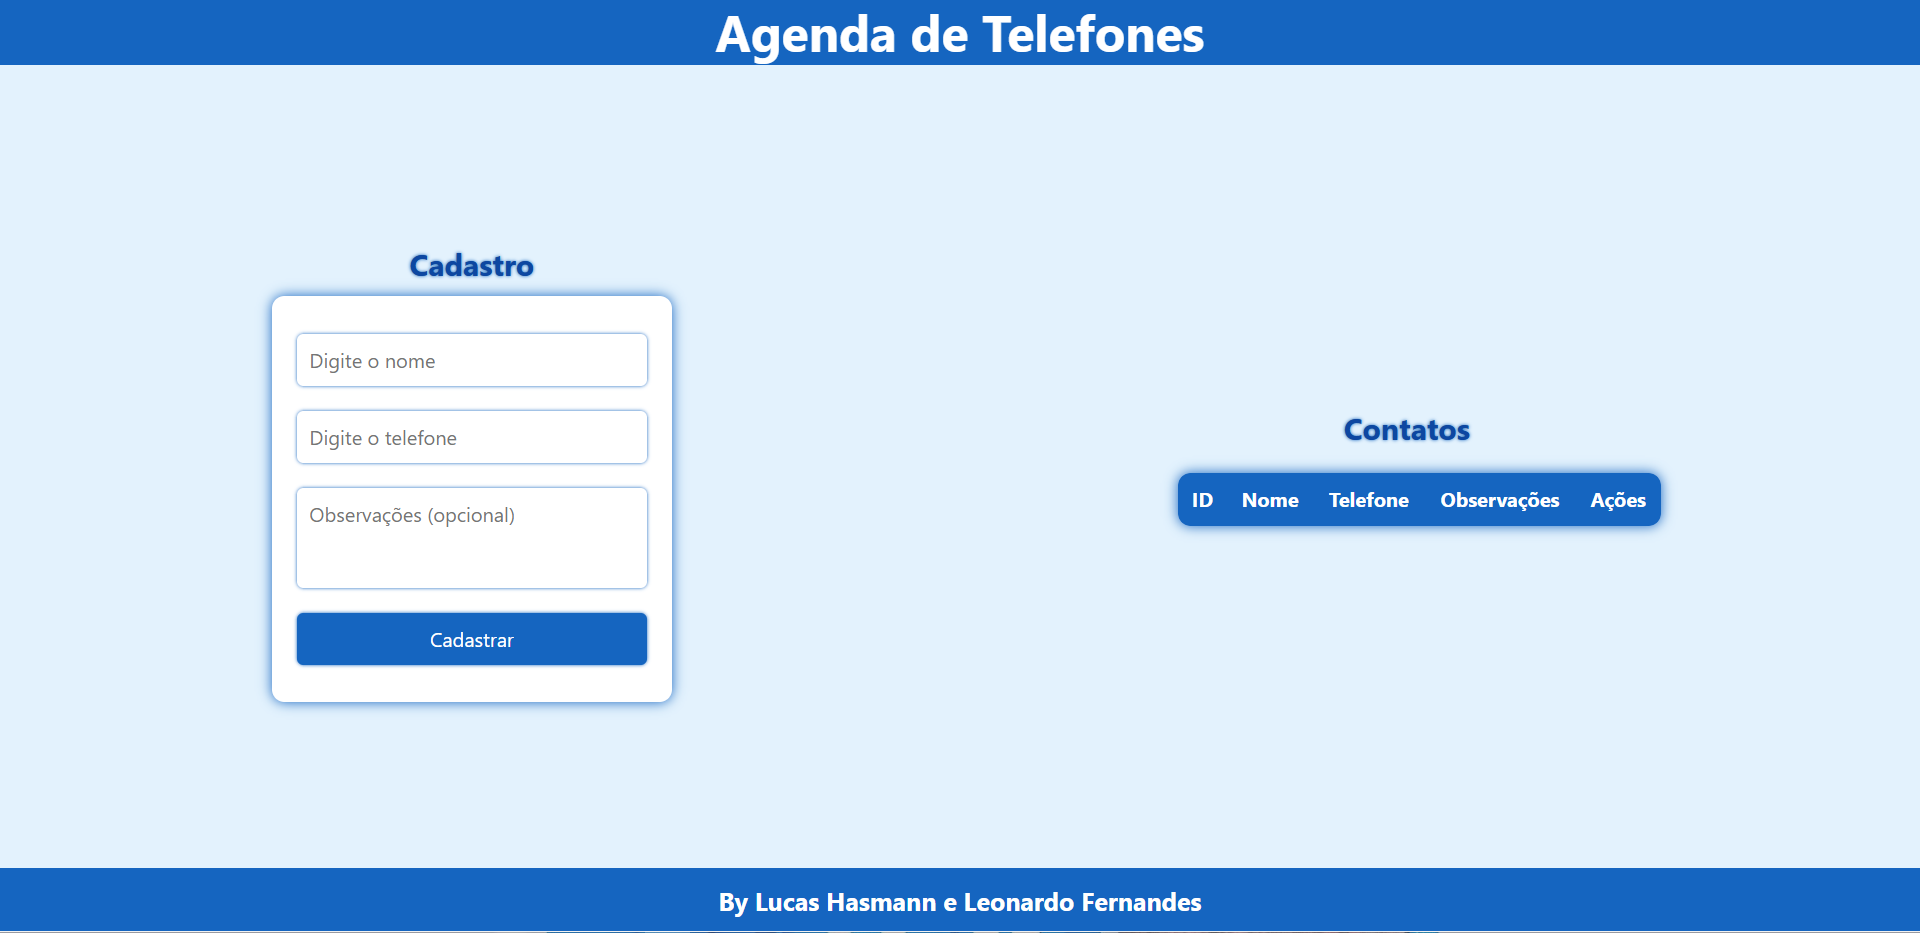 Agenda de Telefones
Cadastro
Digite o nome
Digite o telefone
Observações (opcional)
Cadastrar
Contatos
ID Nome Telefone Observações Ações
By Lucas Hasmann e Leonardo Fernandes